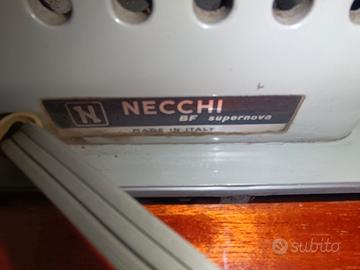 N NECCHI
BF supernova
MADE IN ITALY
subito